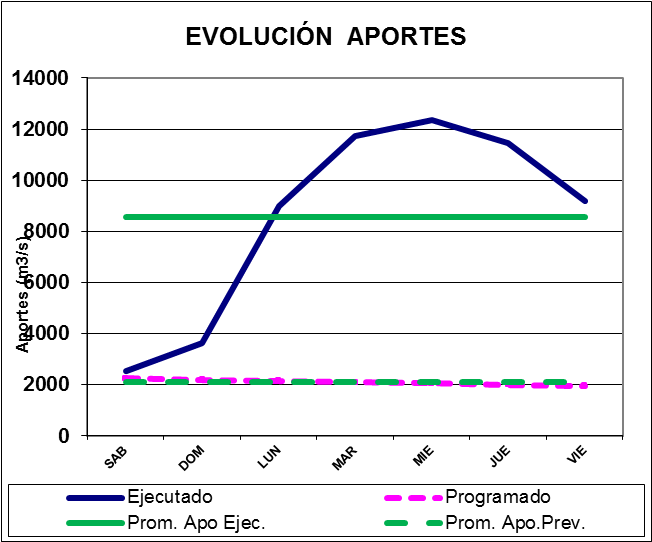 EVOLUCIÓN APORTES
Aportes (m3/s)
14000
12000
10000
8000
6000
4000
2000
0
SAB DOM LUN MAR MIE JUE VIE
Ejecutado Programado
Prom. Apo Ejec. Prom. Apo.Prev.